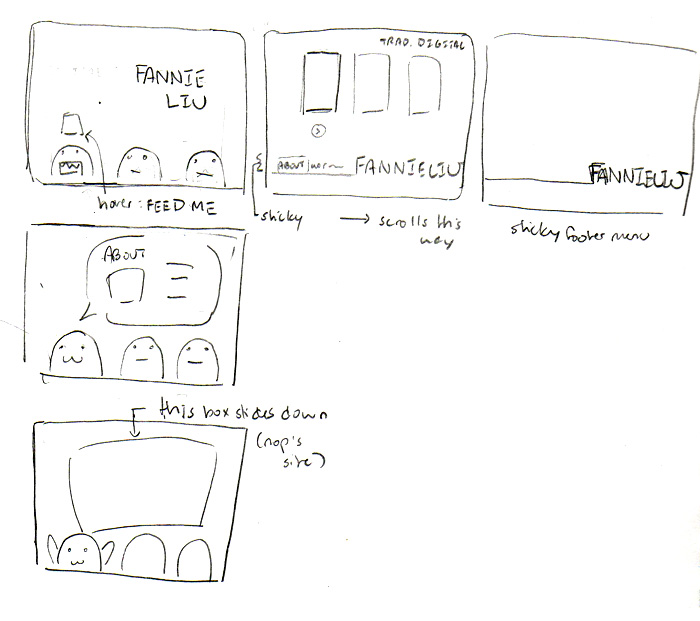 FANNIE
LIU
hover: FEED ME
TRAD. DIGITAL
ABOUT
FANNIELIU
sticky
→ scrolls this
way
FANNIELIU
sticky footer menu
ABOUT
this box slides down
(nop's
site)